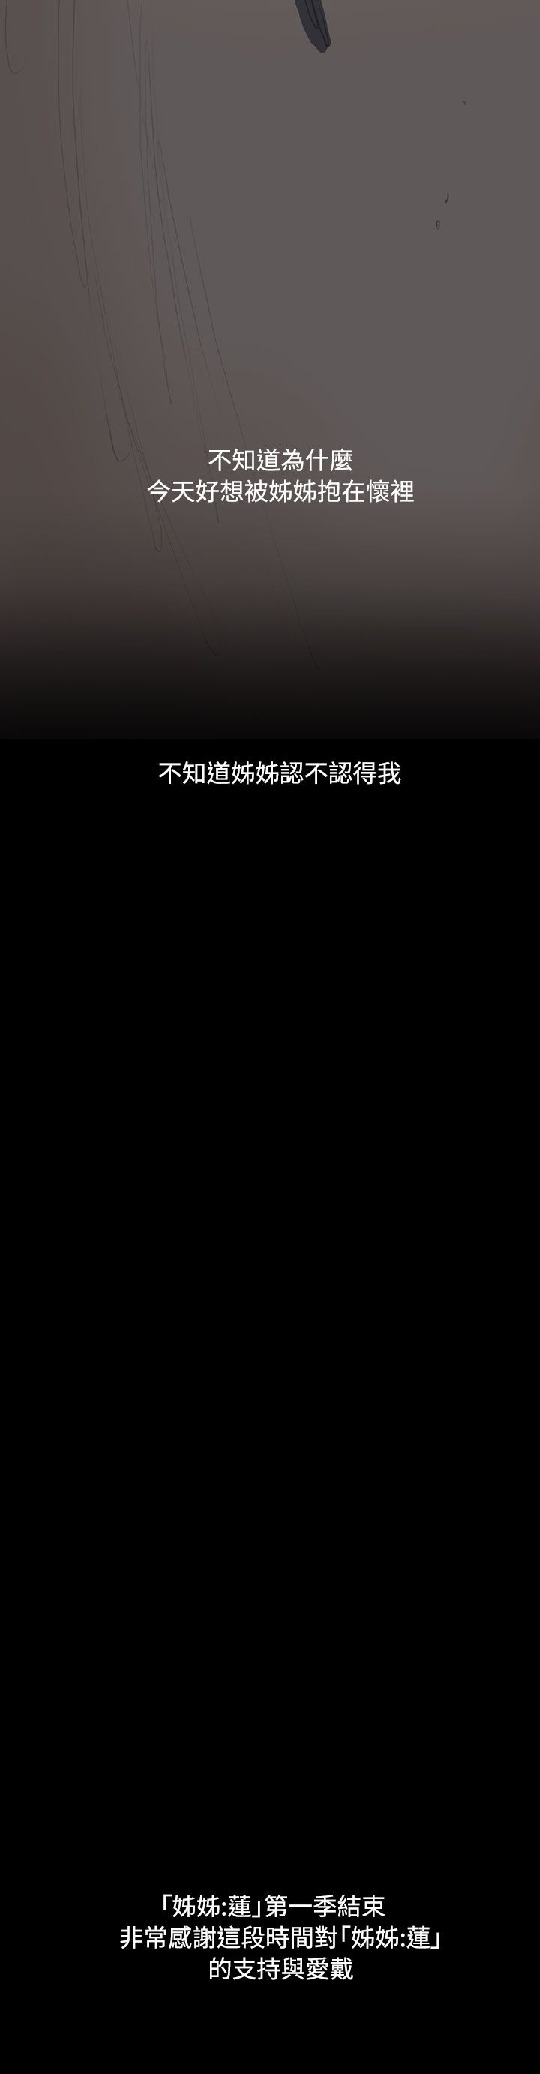 不知道為什麼
今天好想被姊姊抱在懷裡
不知道姊姊認不認得我
「姊姊:蓮」第一季結束
非常感謝這段時間對「姊姊:蓮」
的支持與愛戴